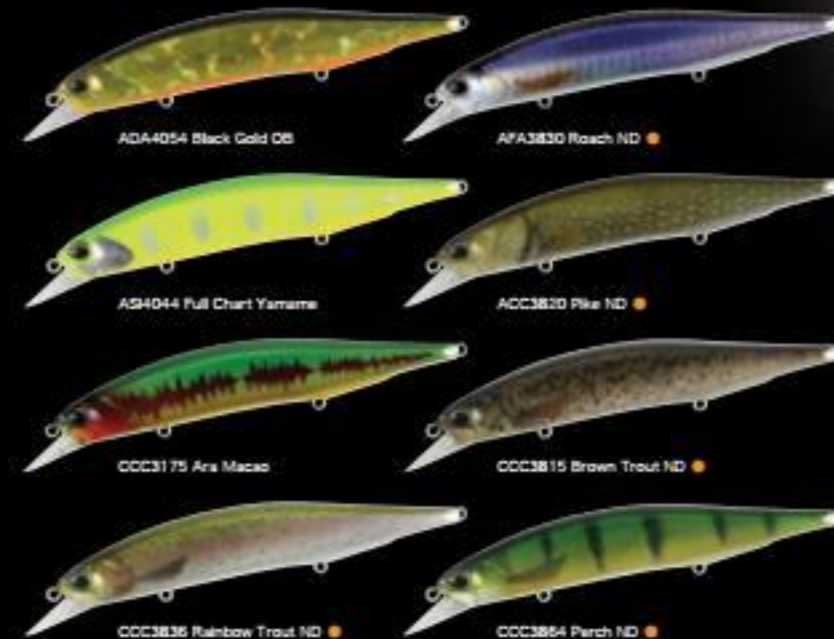 ADA4054 Black Gold OB
AFA3830 Roach ND
ASI4044 Full Chart Yamame
ACC3820 Pike ND
CCC3175 Ara Macao
CCC3815 Brown Trout ND
CCC3836 Rainbow Trout ND
CCC3864 Perch ND